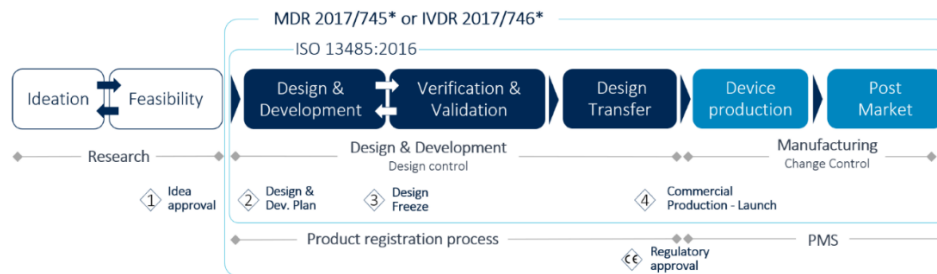 MDR 2017/745* or IVDR 2017/746*
ISO 13485:2016
Ideation
Feasibility
Design &
Development
Verification &
Validation
Design
Transfer
Device
production
Post
Market
Research
Design & Development
Design control
Manufacturing
Change Control
1
Idea
approval
2
Design &
Dev. Plan
3
Design
Freeze
4
Commercial
Production - Launch
Product registration process
CE
Regulatory
approval
PMS